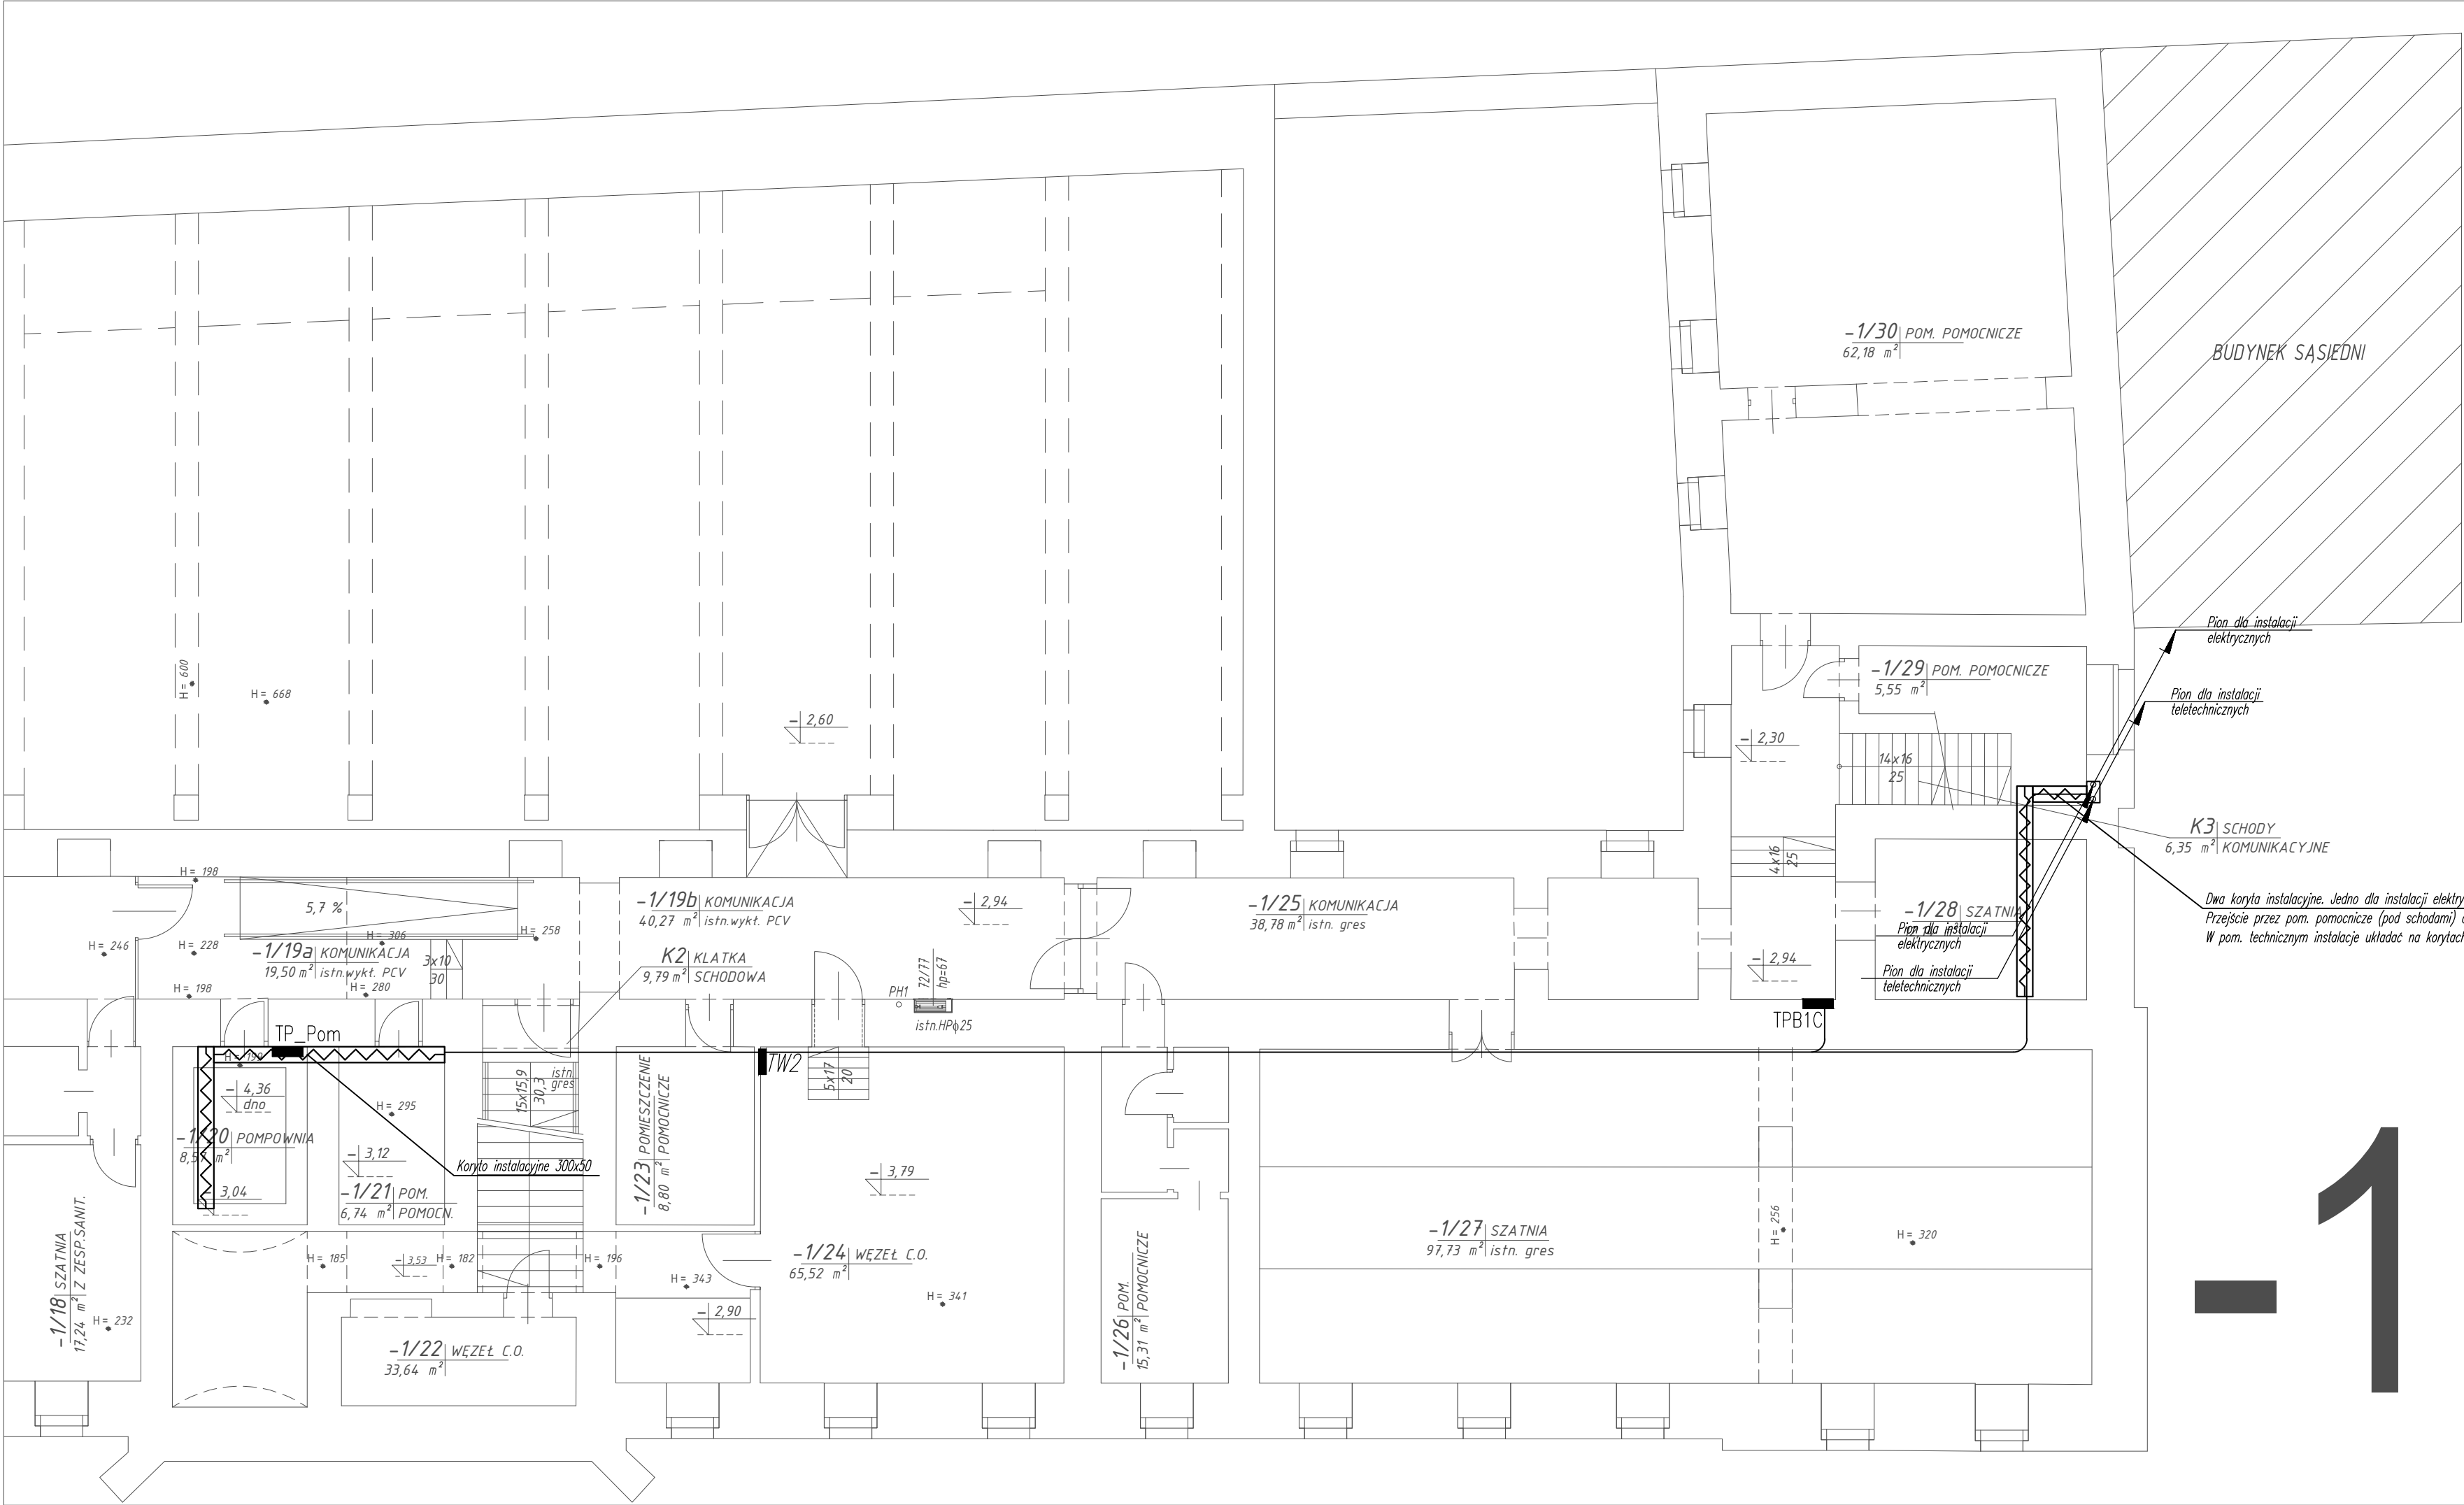 -1/30 POM. POMOCNICZE
62,18 m²
BUDYNEK SĄSIEDNI
Pion dla instalacji
elektrycznych
-1/29 POM. POMOCNICZE
5,55 m²
Pion dla instalacji
teletechnicznych
H= 600
H= 668
- 2,60
- 2,30
14x16
25
K3 SCHODY
6,35 m² KOMUNIKACYJNE
4x16
25
H= 198
5,7 %
-1/19b KOMUNIKACJA
40,27 m² istn.wykł. PCV
- 2,94
-1/25 KOMUNIKACJA
38,78 m² istn. gres
-1/28 SZATNIA
Dwa koryta instalacyjne. Jedno dla instalacji elektry
Przejście przez pom. pomocnicze (pod schodami)
W pom. technicznym instalacje układać na korytach
Pion dla instalacji
elektrycznych
Pion dla instalacji
teletechnicznych
H= 246
H= 228
H= 306
H= 258
-1/19a KOMUNIKACJA
19,50 m² istn.wykł. PCV
3x10
30
K2 KLATKA
9,79 m² SCHODOWA
72/77
hp=67
- 2,94
H= 198
H= 280
PH1
istn.HPϕ25
TPB1C
TP_Pom
TW2
5x17
20
15x15,9
30,3
istn.
gres
- 4,36
dno
H= 295
-1/20 POMPOWNIA
8,57 m²
- 3,12
Koryto instalacyjne 300x50
-1/23 POMIESZCZENIE
8,80 m² POMOCNICZE
- 3,79
- 3,04
-1/21 POM.
6,74 m² POMOCN.
-1/27 SZATNIA
97,73 m² istn. gres
H= 256
H= 320
-1/18 SZATNIA
17,24 m² Z ZESP.SANIT.
H= 185
- 3,53
H= 182
H= 196
-1/24 WĘZEŁ C.O.
65,52 m²
H= 343
H= 341
- 2,90
H= 232
-1/22 WĘZEŁ C.O.
33,64 m²
-1/26 POM.
15,31 m² POMOCNICZE
-1